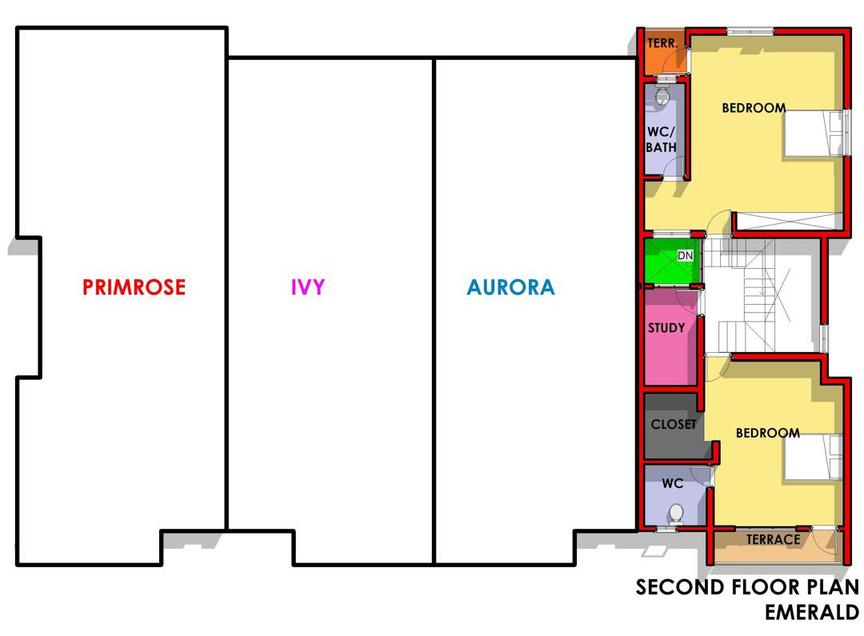 TERR.
BEDROOM
WC/
BATH
DN
PRIMROSE
IVY
AURORA
STUDY
CLOSET
BEDROOM
WC
TERRACE
SECOND FLOOR PLAN
EMERALD